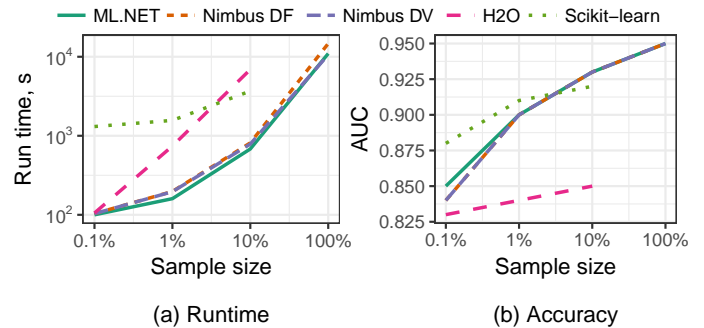 ML.NET Nimbus DF Nimbus DV H2O Scikit−learn
Run time, s
10^4
10^3
10^2
0.1% 1% 10% 100%
Sample size
(a) Runtime
AUC
0.950
0.925
0.900
0.875
0.850
0.825
0.1% 1% 10% 100%
Sample size
(b) Accuracy